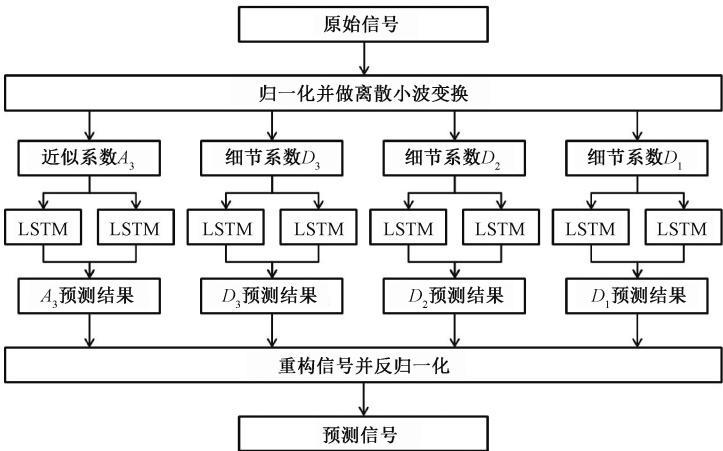 原始信号
归一化并做离散小波变换
近似系数A₃ 细节系数D₃ 细节系数D₂ 细节系数D₁
LSTM LSTM LSTM LSTM LSTM LSTM LSTM LSTM
A₃预测结果 D₃预测结果 D₂预测结果 D₁预测结果
重构信号并反归一化
预测信号